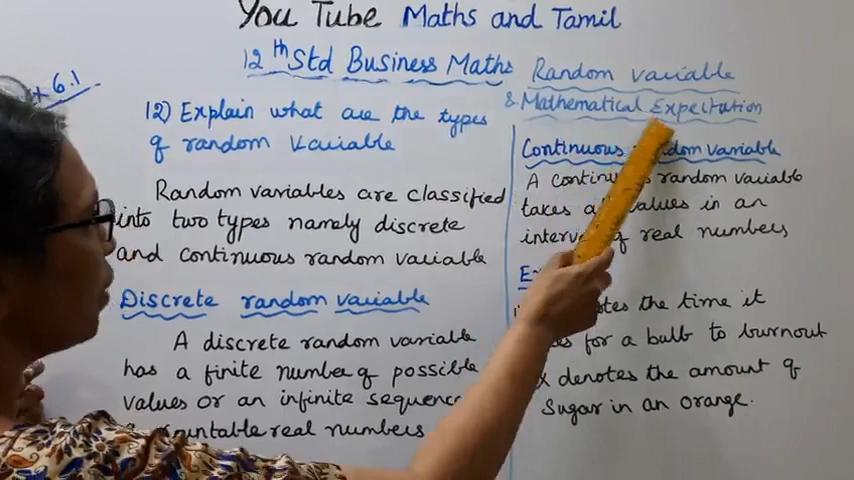 You Tube Maths and Tamil
12th Std Business Maths Random variable
& Mathematical Expectation
6.1
12) Explain what are the types
of random variable
Random variables are classified
into two types namely discrete
and continuous random variable.
Discrete random variable
A discrete random variable
has a finite number of possible
values or an infinite sequence
countable real numbers.
Continuous random variable
A continuous random variable
takes all values in an
interval of real numbers.
denotes the time it
for a bulb to burnout
x denotes the amount of
Sugar in an orange.